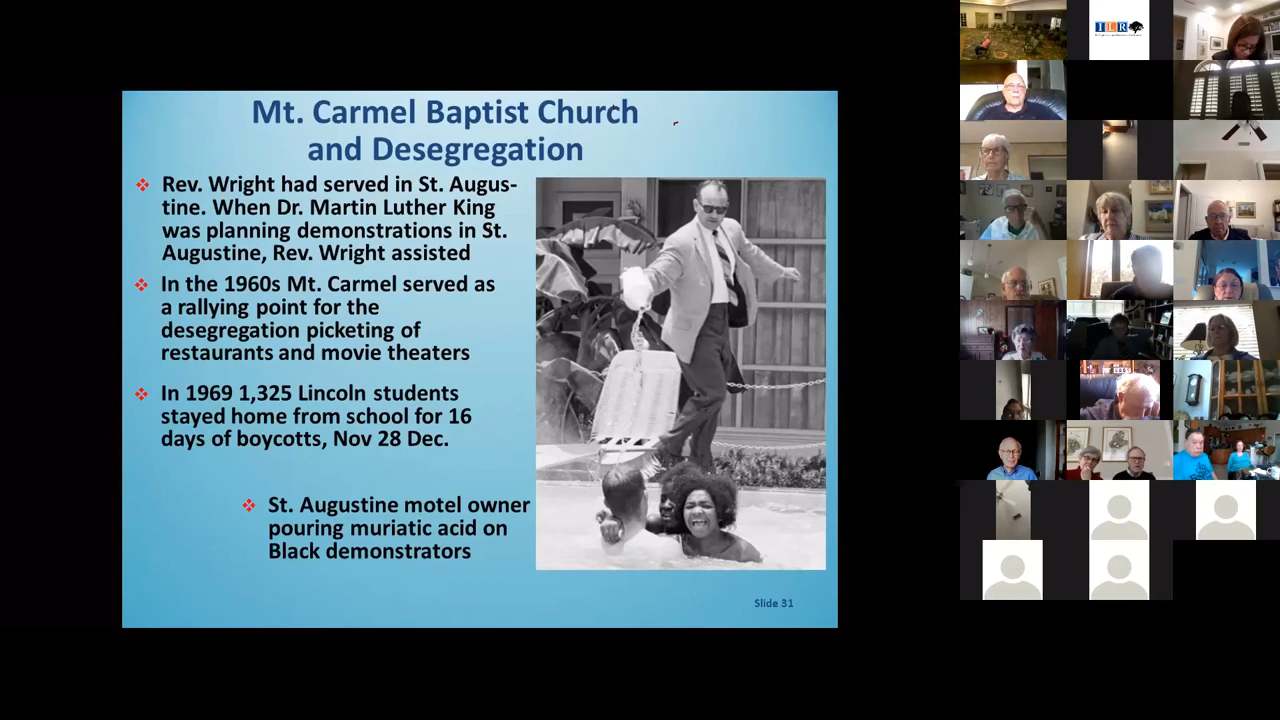 Mt. Carmel Baptist Church
and Desegregation
Rev. Wright had served in St. Augus-
tine. When Dr. Martin Luther King
was planning demonstrations in St.
Augustine, Rev. Wright assisted
In the 1960s Mt. Carmel served as
a rallying point for the
desegregation picketing of
restaurants and movie theaters
In 1969 1,325 Lincoln students
stayed home from school for 16
days of boycotts, Nov 28 Dec.
St. Augustine motel owner
pouring muriatic acid on
Black demonstrators
Slide 31
ILR